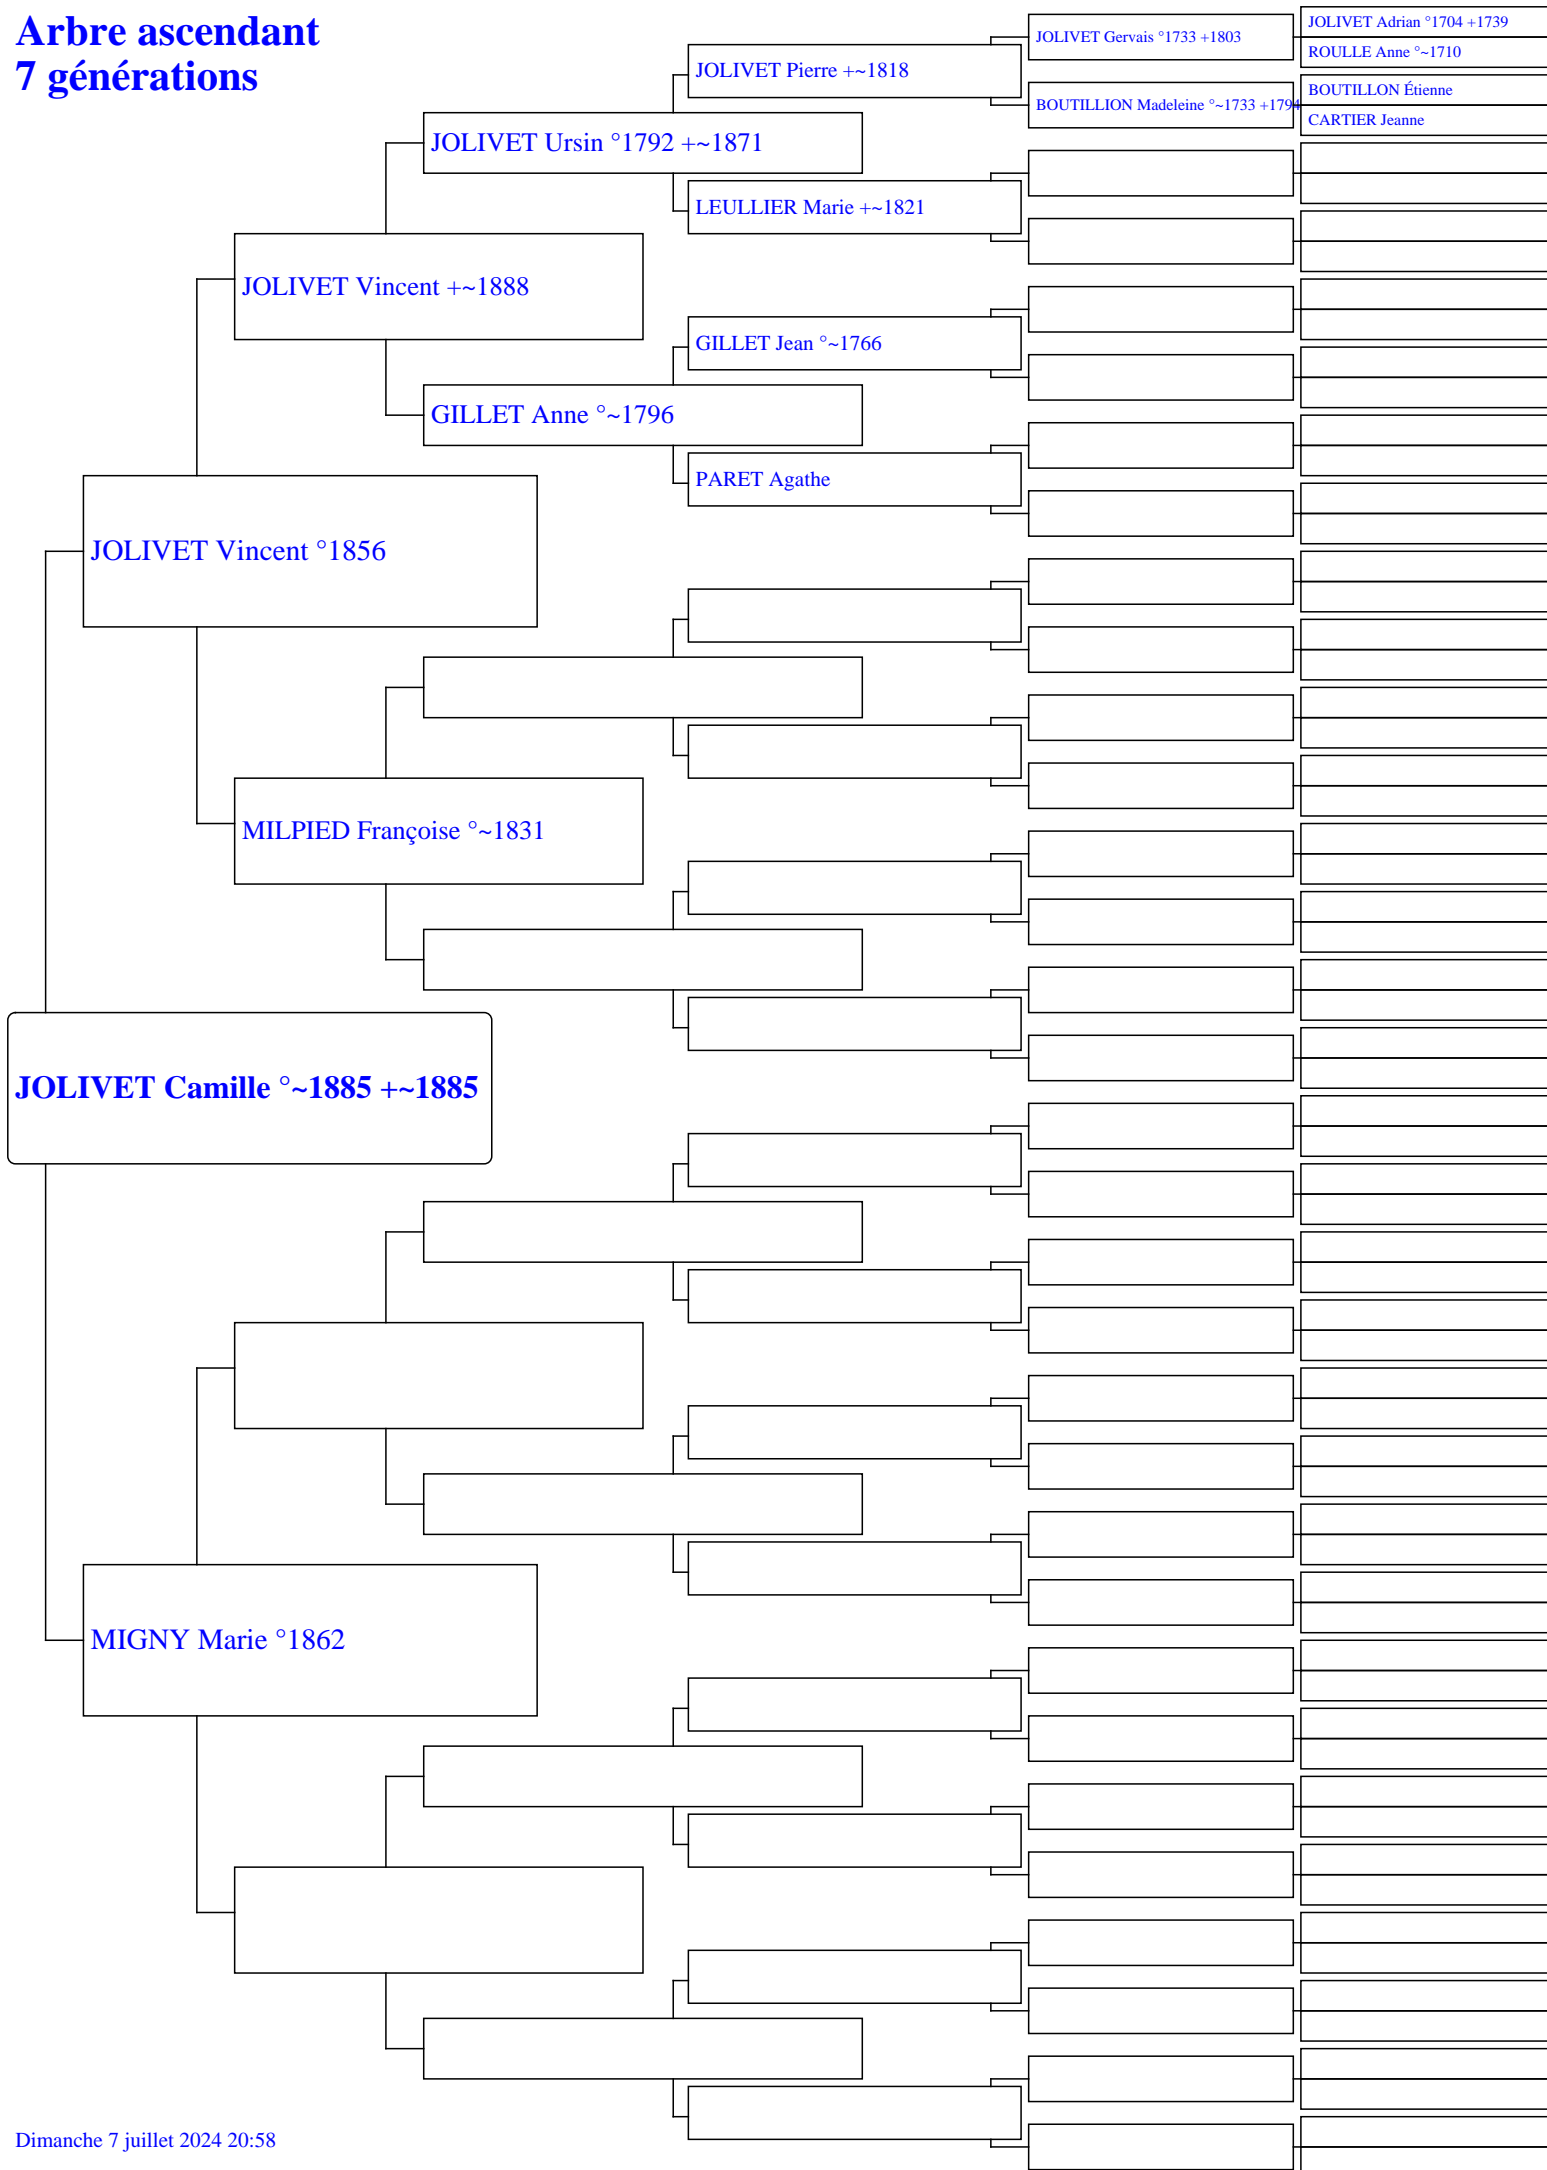 Arbre ascendant
7 générations
JOLIVET Adrian °1704 +1739
JOLIVET Gervais °1733 +1803
ROULLE Anne °~1710
JOLIVET Pierre +~1818
BOUTILLON Étienne
BOUTILLION Madeleine °~1733 +1794
CARTIER Jeanne
JOLIVET Ursin °1792 +~1871
LEULLIER Marie +~1821
JOLIVET Vincent +~1888
GILLET Jean °~1766
GILLET Anne °~1796
PARET Agathe
JOLIVET Vincent °1856
MILPIED Françoise °~1831
JOLIVET Camille °~1885 +~1885
MIGNY Marie °1862
Dimanche 7 juillet 2024 20:58